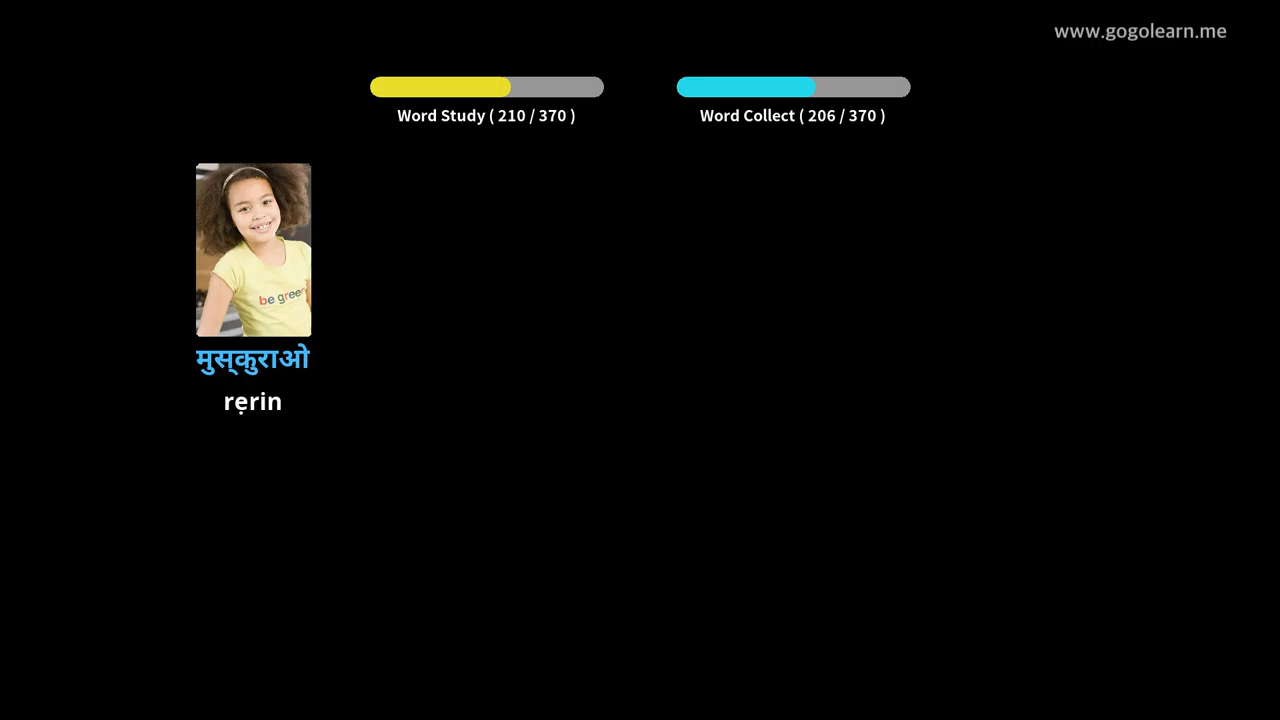 www.gogolearn.me
Word Study ( 210 / 370 )
Word Collect ( 206 / 370 )
be green
मुस्कुराओ
rẹrin